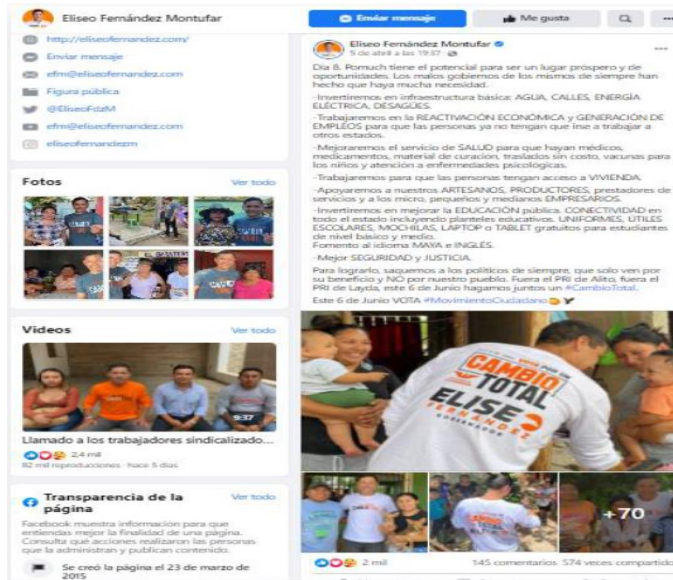 Eliseo Fernández Montufar
Enviar mensaje
Me gusta
http://eliseofernandez.com/
Enviar mensaje
efm@eliseofernandez.com
Figura pública
@EliseoFdzM
efm@eliseofernandez.com
eliseofernandezm
Fotos
Ver todo
Videos
Ver todo
9:37
Llamado a los trabajadores sindicalizado...
2,4 mil
82 mil reproducciones · hace 5 días
Transparencia de la página
Ver todo
Facebook muestra información para que
entiendas mejor la finalidad de una página.
Consulta qué acciones realizaron las personas
que la administran y publican contenido.
Se creó la página el 23 de marzo de
2015
Eliseo Fernández Montufar
5 de abril a las 19:37
Día 8. Pomuch tiene el potencial para ser un lugar próspero y de
oportunidades. Los malos gobiernos de los mismos de siempre han
hecho que haya mucha necesidad.
-Invertiremos en infraestructura básica: AGUA, CALLES, ENERGÍA
ELÉCTRICA, DESAGÜES.
-Trabajaremos en la REACTIVACIÓN ECONÓMICA y GENERACIÓN DE
EMPLEOS para que las personas ya no tengan que irse a trabajar a
otros estados.
-Mejoraremos el servicio de SALUD para que hayan médicos,
medicamentos, material de curación, traslados sin costo, vacunas para
los niños y atención a enfermedades psicológicas.
-Trabajaremos para que las personas tengan acceso a VIVIENDA.
-Apoyaremos a nuestros ARTESANOS, PRODUCTORES, prestadores de
servicios y a los micro, pequeños y medianos EMPRESARIOS.
-Invertiremos en mejorar la EDUCACIÓN pública. CONECTIVIDAD en
todo el estado incluyendo planteles educativos, UNIFORMES, ÚTILES
ESCOLARES, MOCHILAS, LAPTOP o TABLET gratuitos para estudiantes
de nivel básico y medio.
Fomento al idioma MAYA e INGLÉS.
-Mejor SEGURIDAD y JUSTICIA.
Para lograrlo, saquemos a los políticos de siempre, que solo ven por
su beneficio y NO por nuestro pueblo. Fuera el PRI de Alito, fuera el
PRI de Layda, este 6 de Junio hagamos juntos un #CambioTotal.
Este 6 de Junio VOTA #MovimientoCiudadano
VOTA POR UN
CAMBIO
TOTAL
ELISEO
FERNÁNDEZ
GOBERNADOR
+70
2 mil
145 comentarios 574 veces compartido